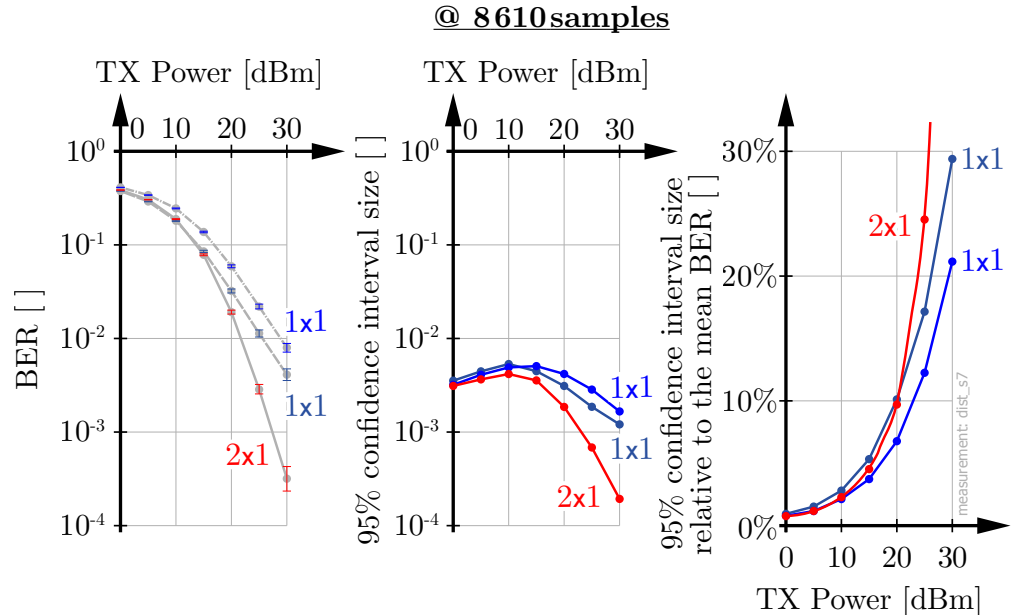 @ 8610 samples
TX Power [dBm]
0 10 20 30
10^0
10^-1
10^-2
10^-3
10^-4
BER [ ]
1x1
1x1
2x1
TX Power [dBm]
0 10 20 30
10^0
10^-1
10^-2
10^-3
10^-4
95% confidence interval size [ ]
1x1
1x1
2x1
30%
20%
10%
0%
95% confidence interval size
relative to the mean BER [ ]
1x1
2x1
1x1
measurement: dist_s7
0 10 20 30
TX Power [dBm]